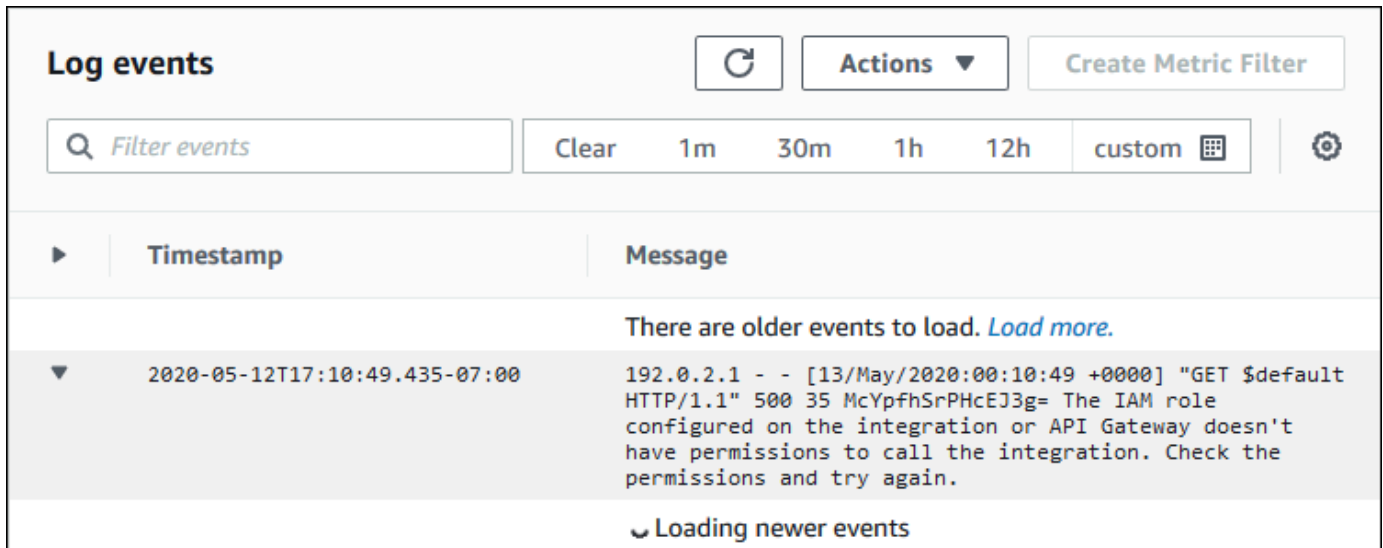 Log events
Actions
Create Metric Filter
Filter events
Clear 1m 30m 1h 12h custom
Timestamp Message
There are older events to load. Load more.
2020-05-12T17:10:49.435-07:00 192.0.2.1 - - [13/May/2020:00:10:49 +0000] "GET $default
HTTP/1.1" 500 35 McYpfhSrPHcEJ3g= The IAM role
configured on the integration or API Gateway doesn't
have permissions to call the integration. Check the
permissions and try again.
Loading newer events